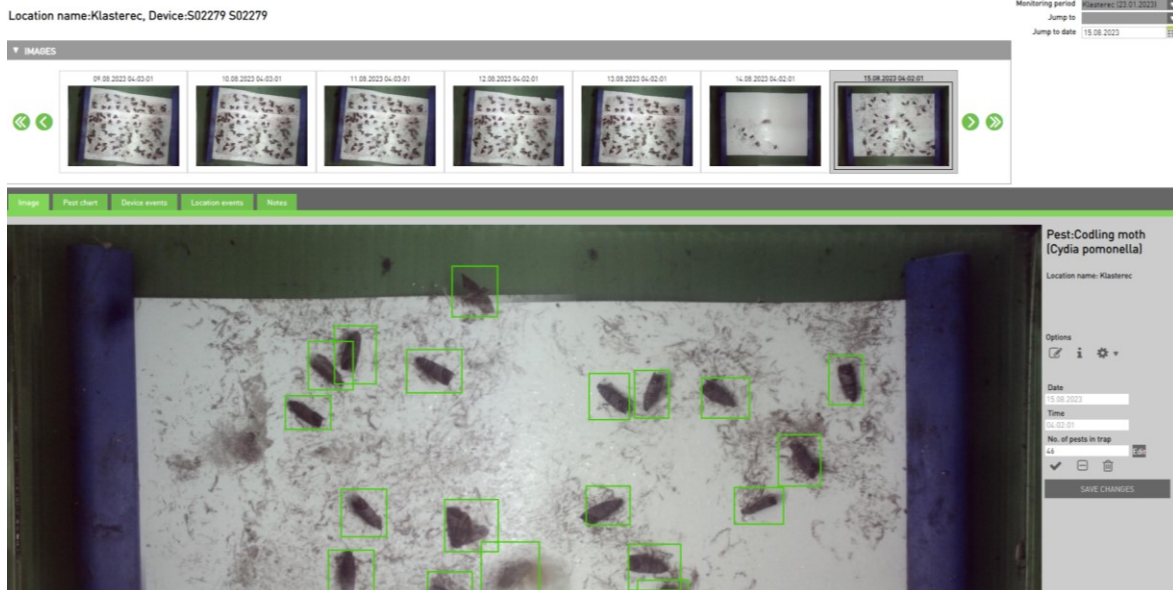 Location name:Klasterec, Device:S02279 S02279
Monitoring period Klasterec (23.01.2023)
Jump to
Jump to date 15.08.2023
▼ IMAGES
09.08.2023 04:03:01
10.08.2023 04:03:01
11.08.2023 04:03:01
12.08.2023 04:02:01
13.08.2023 04:02:01
14.08.2023 04:02:01
15.08.2023 04:02:01
Image
Pest chart
Device events
Location events
Notes
Pest:Codling moth
(Cydia pomonella)
Location name: Klasterec
Options
Date
15.08.2023
Time
04:02:01
No. of pests in trap
46
Edit
SAVE CHANGES